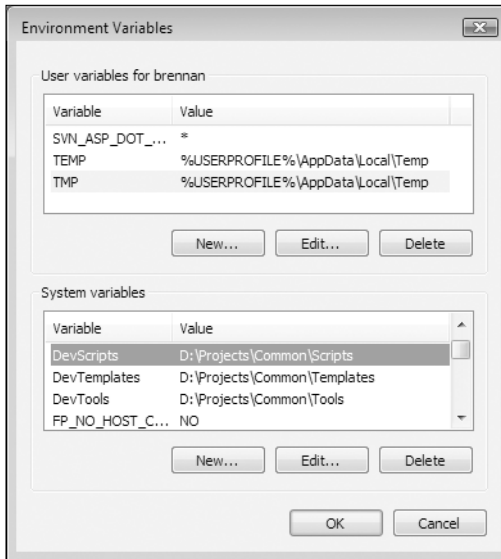 Environment Variables
User variables for brennan
Variable Value
SVN_ASP_DOT_... *
TEMP %USERPROFILE%\AppData\Local\Temp
TMP %USERPROFILE%\AppData\Local\Temp
New... Edit... Delete
System variables
Variable Value
DevScripts D:\Projects\Common\Scripts
DevTemplates D:\Projects\Common\Templates
DevTools D:\Projects\Common\Tools
FP_NO_HOST_C... NO
New... Edit... Delete
OK Cancel